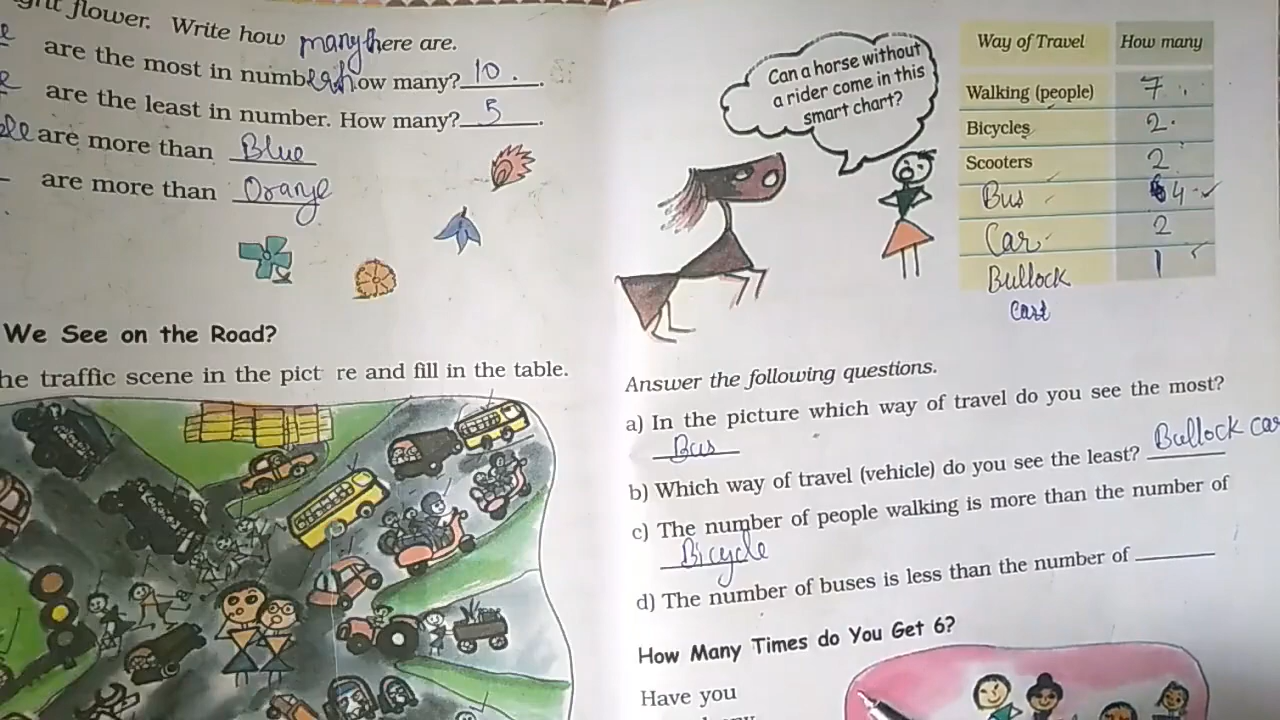 flower. Write how many there are.
are the most in number. how many? 10.
are the least in number. How many? 5.
are more than Blue
are more than Orange
We See on the Road?
he traffic scene in the pict re and fill in the table.
Can a horse without
a rider come in this
smart chart?
Way of Travel How many
Walking (people) 7.
Bicycles 2.
Scooters 2
Bus 4
Car 2
Bullock 1
Cart
Answer the following questions.
a) In the picture which way of travel do you see the most?
Bus
b) Which way of travel (vehicle) do you see the least? Bullock car
c) The number of people walking is more than the number of
Bicycle
d) The number of buses is less than the number of
How Many Times do You Get 6?
Have you